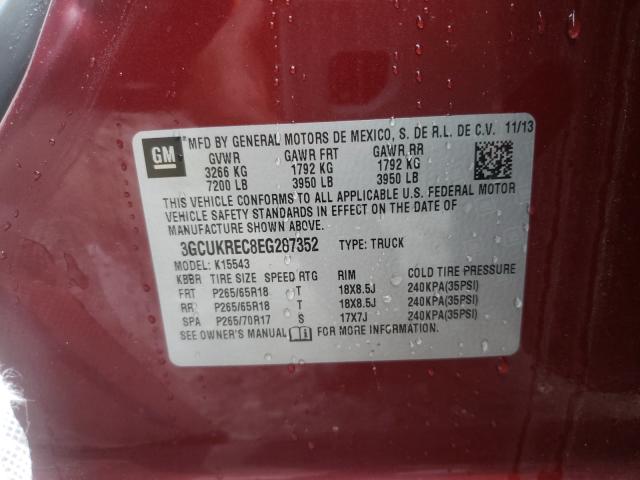 GM
MFD BY GENERAL MOTORS DE MEXICO, S. DE R.L. DE C.V. 11/13
GVWR GAWR FRT GAWR RR
3266 KG 1792 KG 1792 KG
7200 LB 3950 LB 3950 LB
THIS VEHICLE CONFORMS TO ALL APPLICABLE U.S. FEDERAL MOTOR
VEHICLE SAFETY STANDARDS IN EFFECT ON THE DATE OF
MANUFACTURE SHOWN ABOVE.
3GCUKREC8EG287352 TYPE: TRUCK
MODEL: K15543
KBBR TIRE SIZE SPEED RTG RIM COLD TIRE PRESSURE
FRT P265/65R18 T 18X8.5J 240KPA(35PSI)
RR P265/65R18 T 18X8.5J 240KPA(35PSI)
SPA P265/70R17 S 17X7J 240KPA(35PSI)
SEE OWNER'S MANUAL FOR MORE INFORMATION.